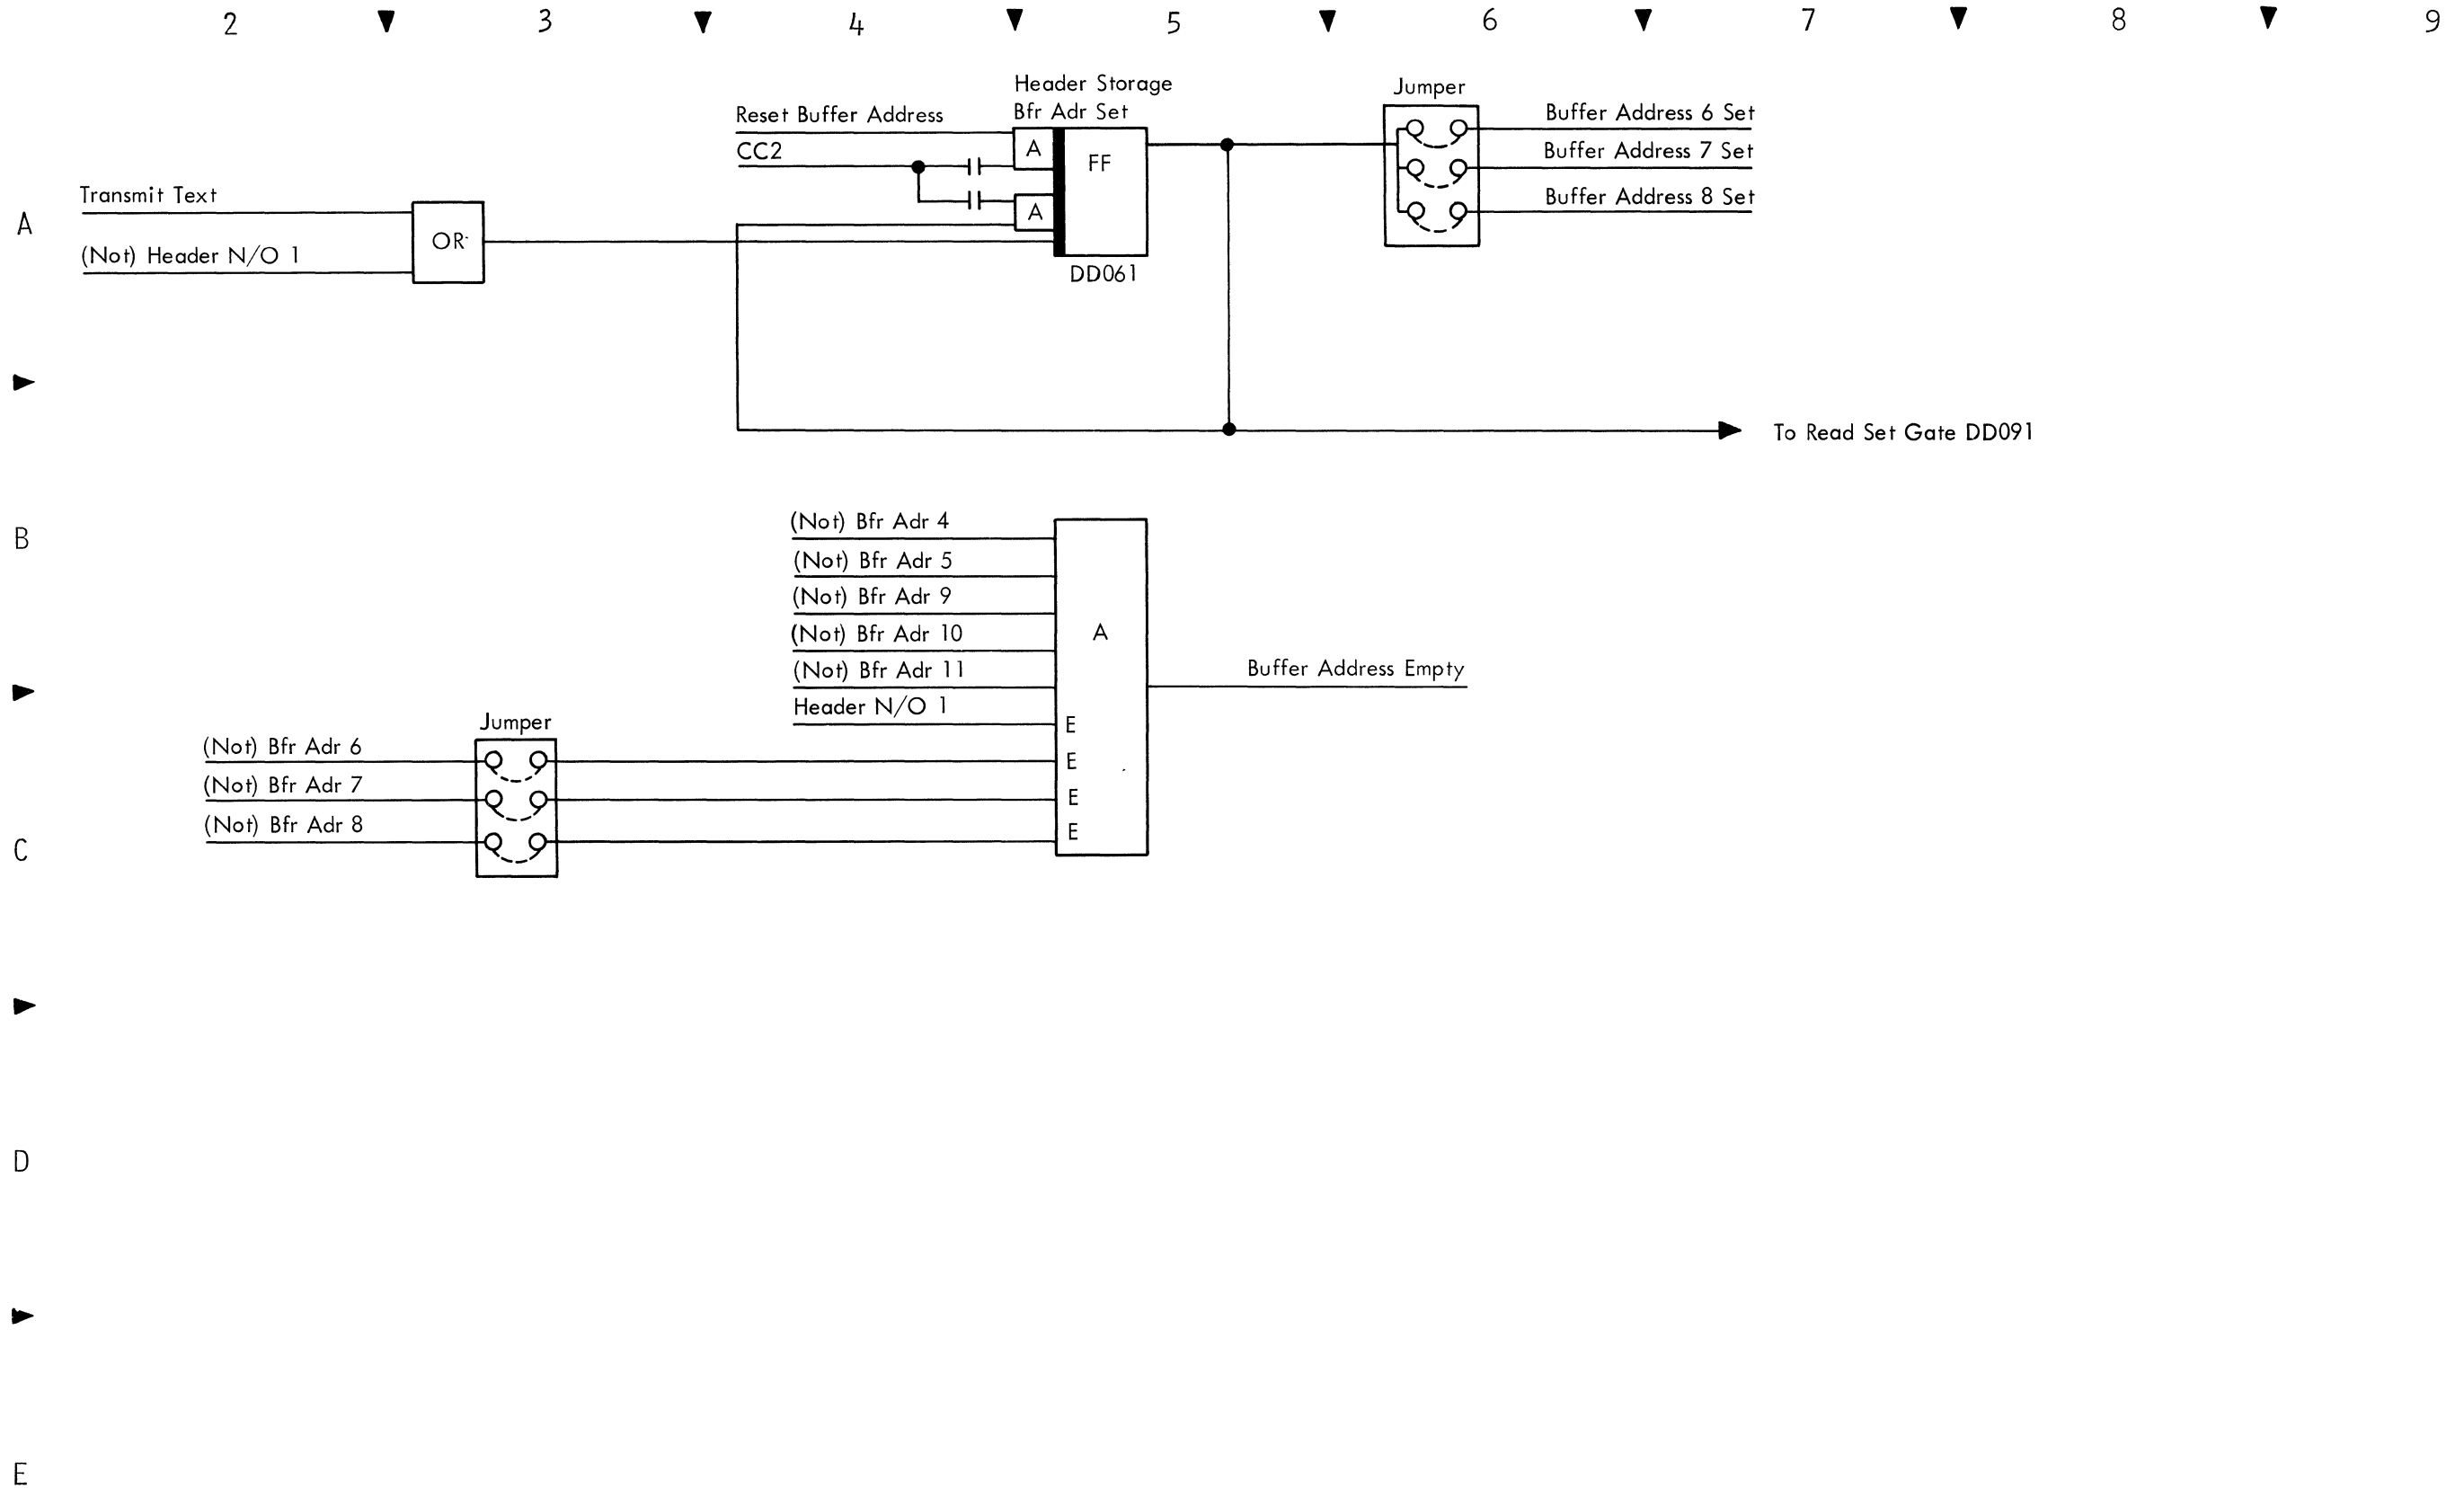 2 3 4 5 6 7 8 9
Header Storage
Bfr Adr Set
Jumper
Reset Buffer Address
CC2
A
FF
A
DD061
Buffer Address 6 Set
Buffer Address 7 Set
Buffer Address 8 Set
A
Transmit Text
(Not) Header N/O 1
OR
To Read Set Gate DD091
B
(Not) Bfr Adr 4
(Not) Bfr Adr 5
(Not) Bfr Adr 9
(Not) Bfr Adr 10
(Not) Bfr Adr 11
Header N/O 1
A
E
E
E
E
Buffer Address Empty
Jumper
(Not) Bfr Adr 6
(Not) Bfr Adr 7
(Not) Bfr Adr 8
C
D
E